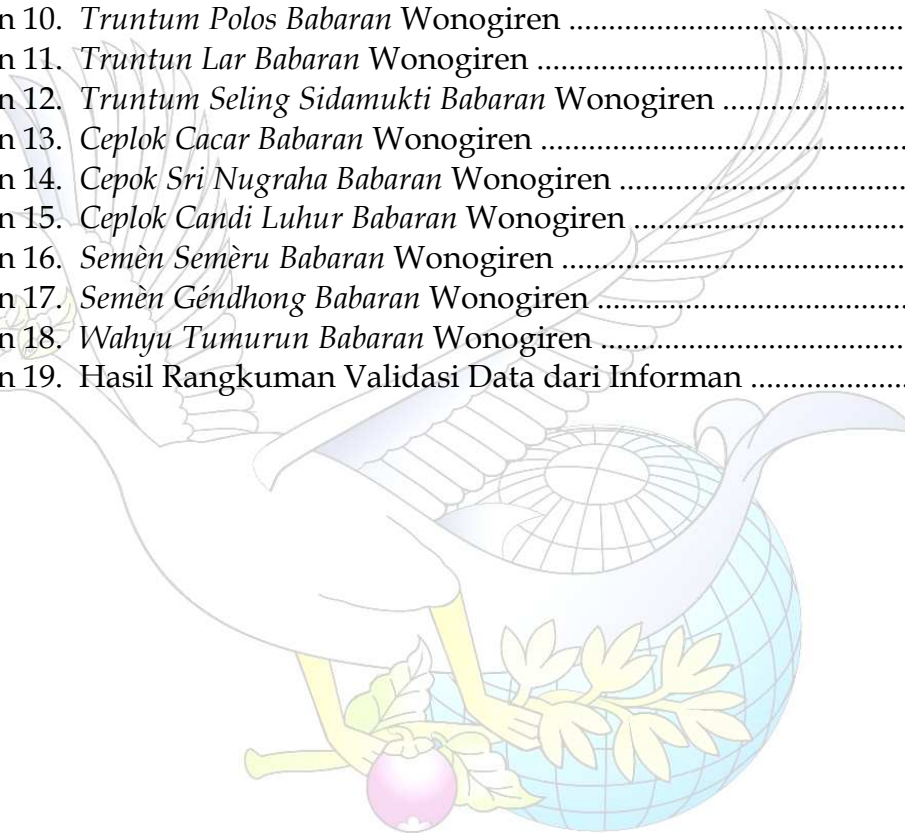 n 10. Truntum Polos Babaran Wonogiren ..........................................
n 11. Truntun Lar Babaran Wonogiren ...............................................
n 12. Truntum Seling Sidamukti Babaran Wonogiren .......................
n 13. Ceplok Cacar Babaran Wonogiren ..............................................
n 14. Cepok Sri Nugraha Babaran Wonogiren ....................................
n 15. Ceplok Candi Luhur Babaran Wonogiren ..................................
n 16. Semèn Semèru Babaran Wonogiren ...........................................
n 17. Semèn Géndhong Babaran Wonogiren .......................................
n 18. Wahyu Tumurun Babaran Wonogiren ......................................
n 19. Hasil Rangkuman Validasi Data dari Informan ....................